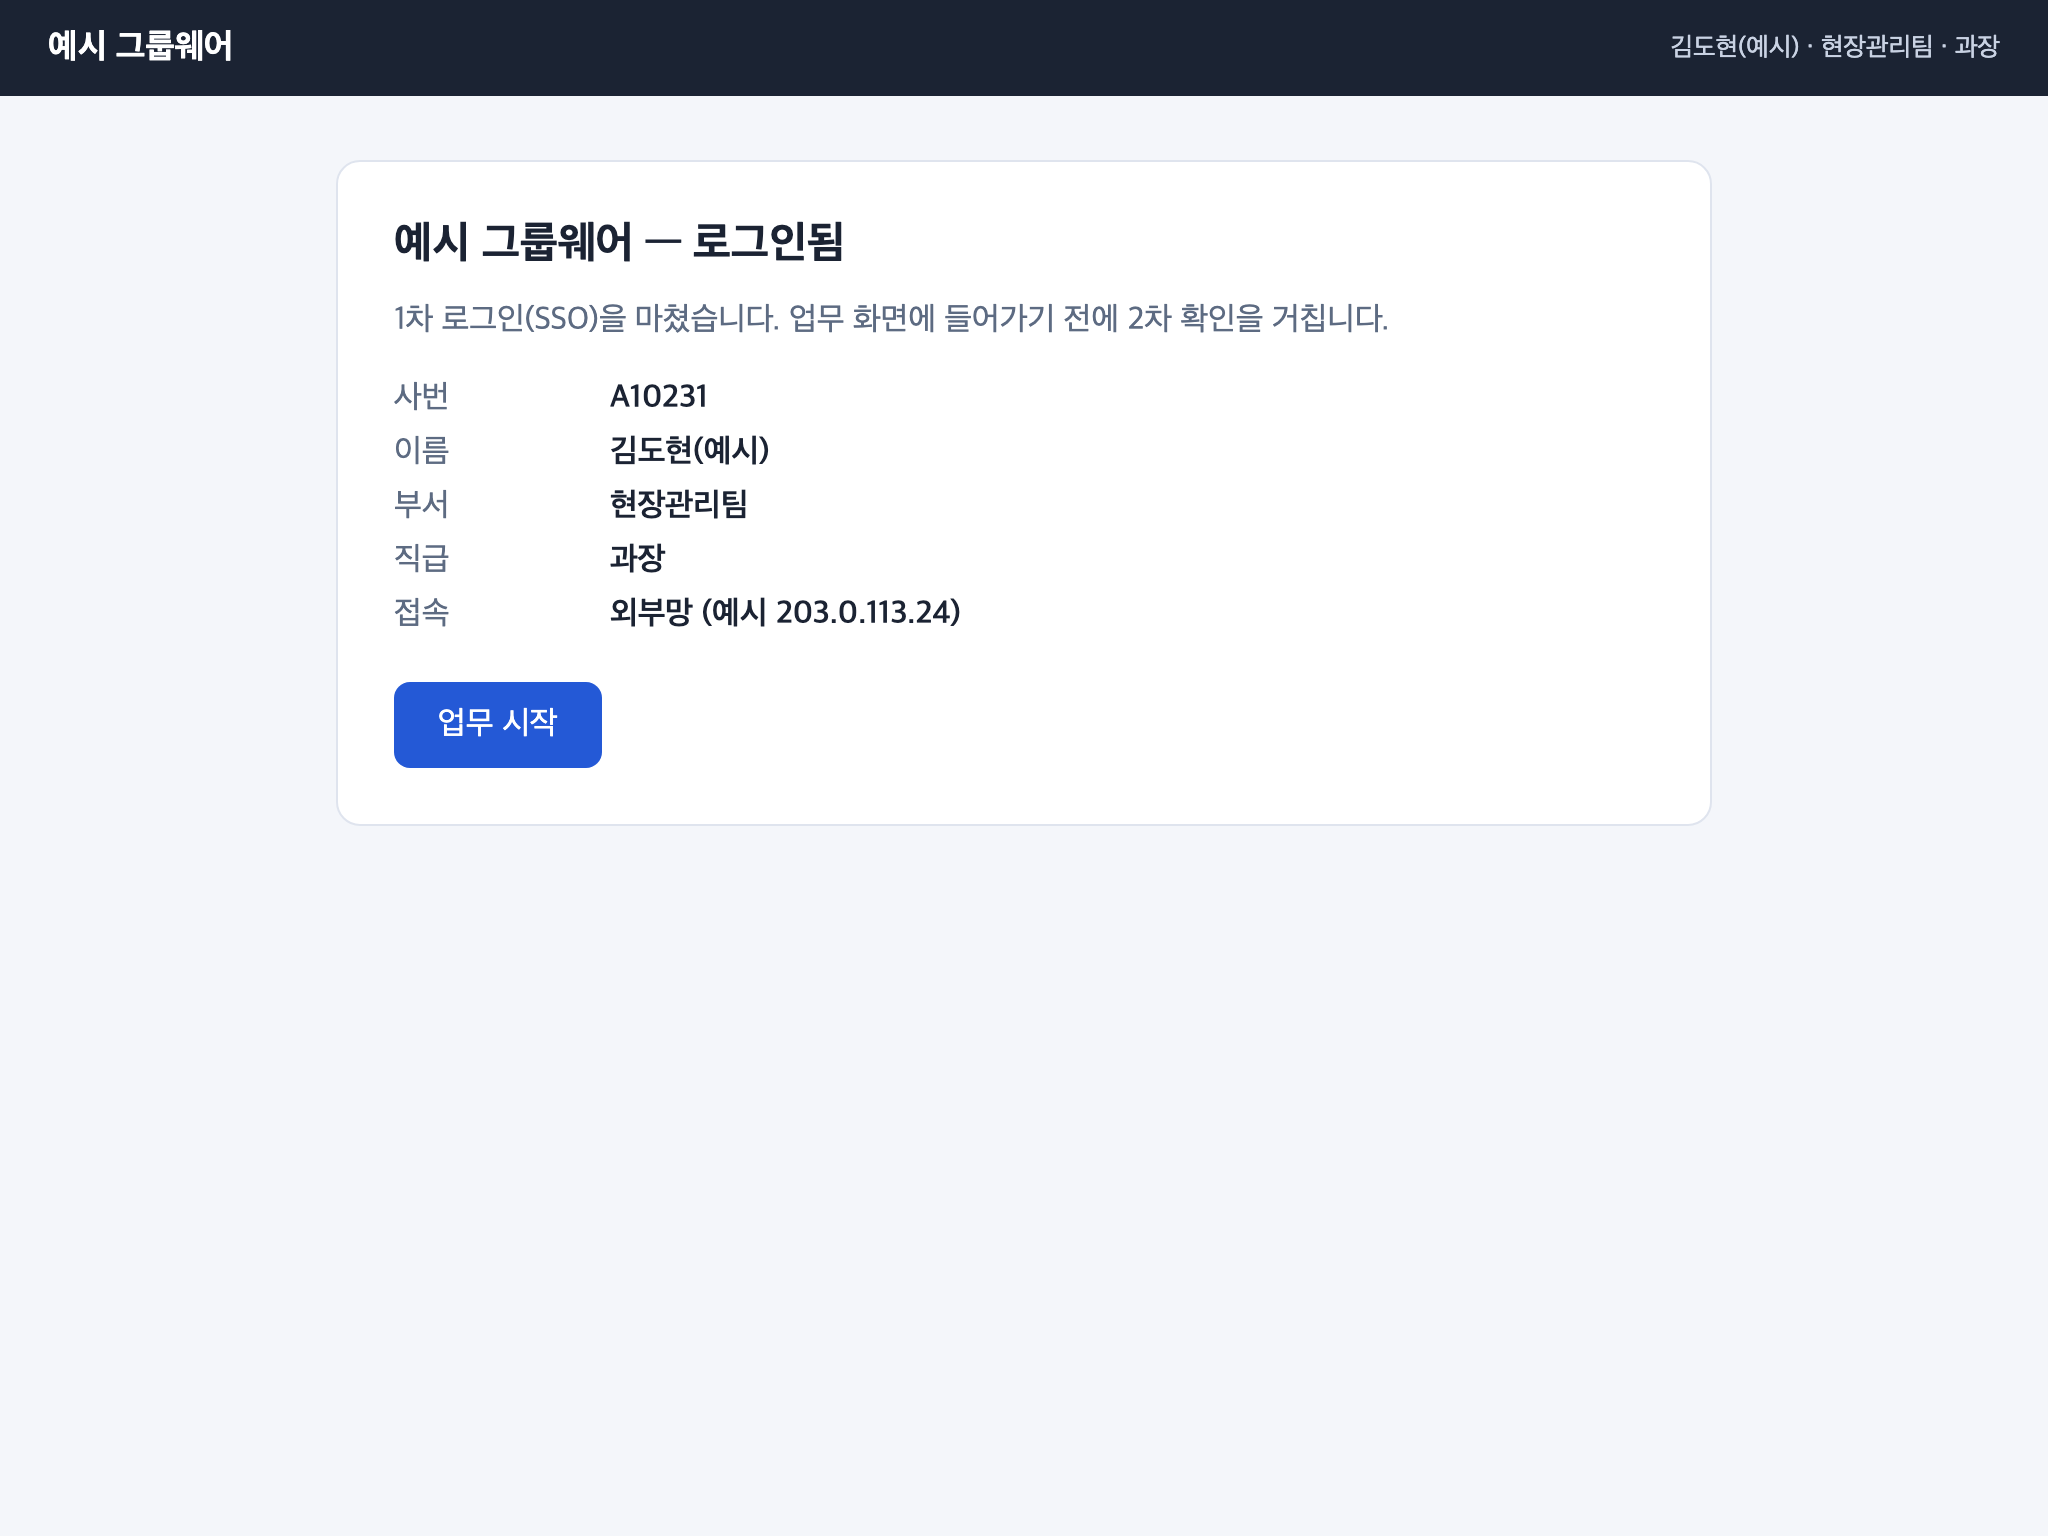 예시 그룹웨어
김도현(예시) · 현장관리팀 · 과장
예시 그룹웨어 — 로그인됨
1차 로그인(SSO)을 마쳤습니다. 업무 화면에 들어가기 전에 2차 확인을 거칩니다.
사번 A10231
이름 김도현(예시)
부서 현장관리팀
직급 과장
접속 외부망 (예시 203.0.113.24)
업무 시작